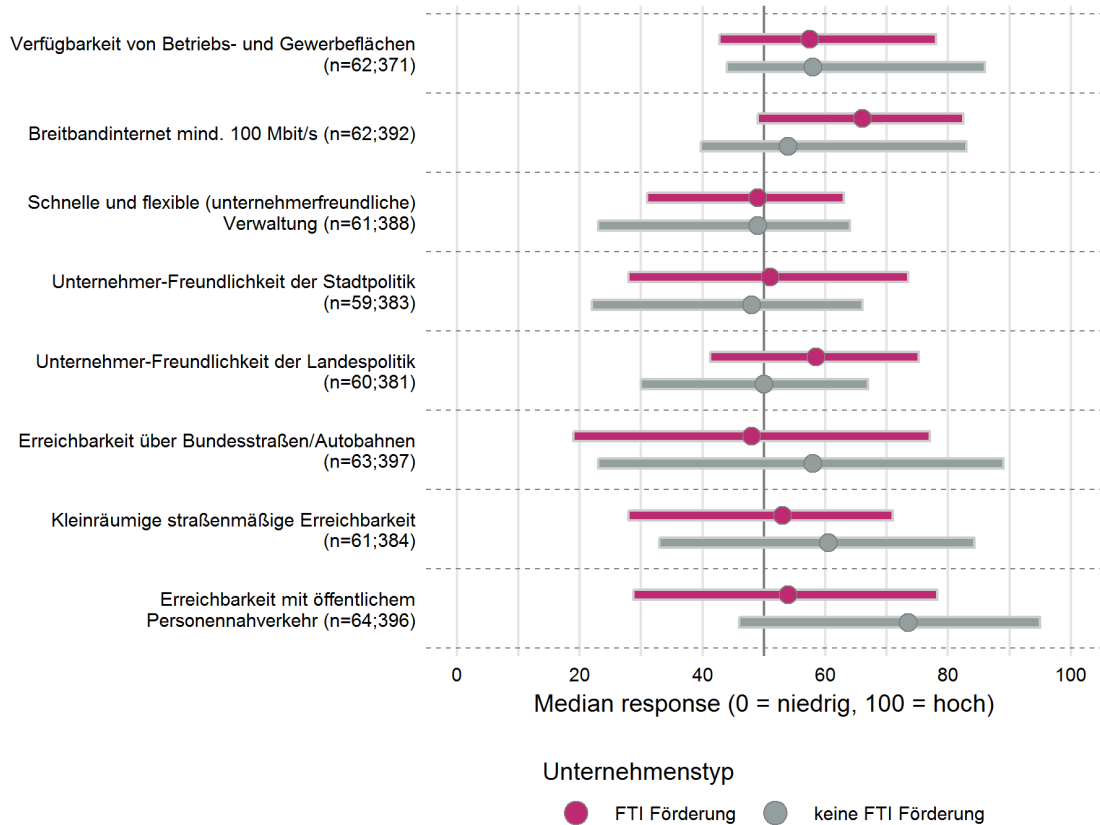 Verfügbarkeit von Betriebs- und Gewerbeflächen
(n=62;371)
Breitbandinternet mind. 100 Mbit/s (n=62;392)
Schnelle und flexible (unternehmerfreundliche)
Verwaltung (n=61;388)
Unternehmer-Freundlichkeit der Stadtpolitik
(n=59;383)
Unternehmer-Freundlichkeit der Landespolitik
(n=60;381)
Erreichbarkeit über Bundesstraßen/Autobahnen
(n=63;397)
Kleinräumige straßenmäßige Erreichbarkeit
(n=61;384)
Erreichbarkeit mit öffentlichem
Personennahverkehr (n=64;396)
0 20 40 60 80 100
Median response (0 = niedrig, 100 = hoch)
Unternehmenstyp
FTI Förderung keine FTI Förderung